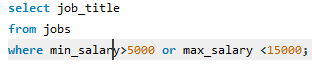 select job_title
from jobs
where min_salary>5000 or max_salary <15000;